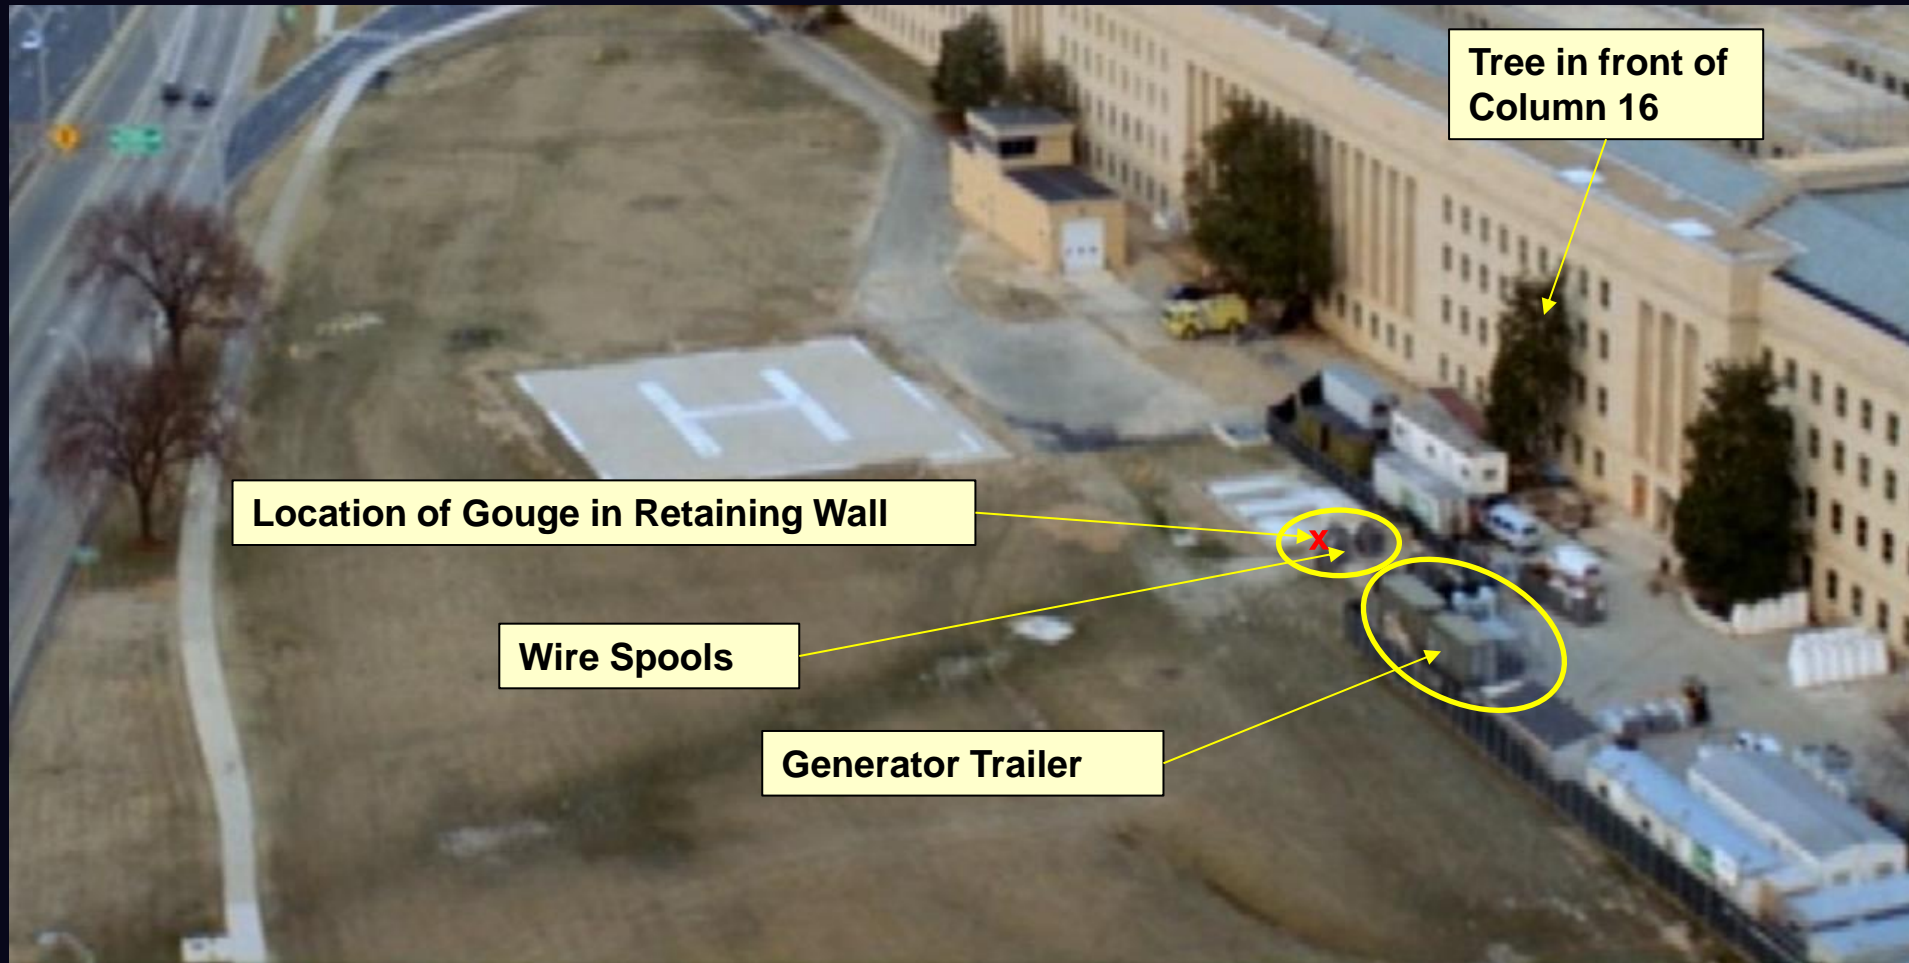 Tree in front of
Column 16
H
Location of Gouge in Retaining Wall
x
Wire Spools
Generator Trailer